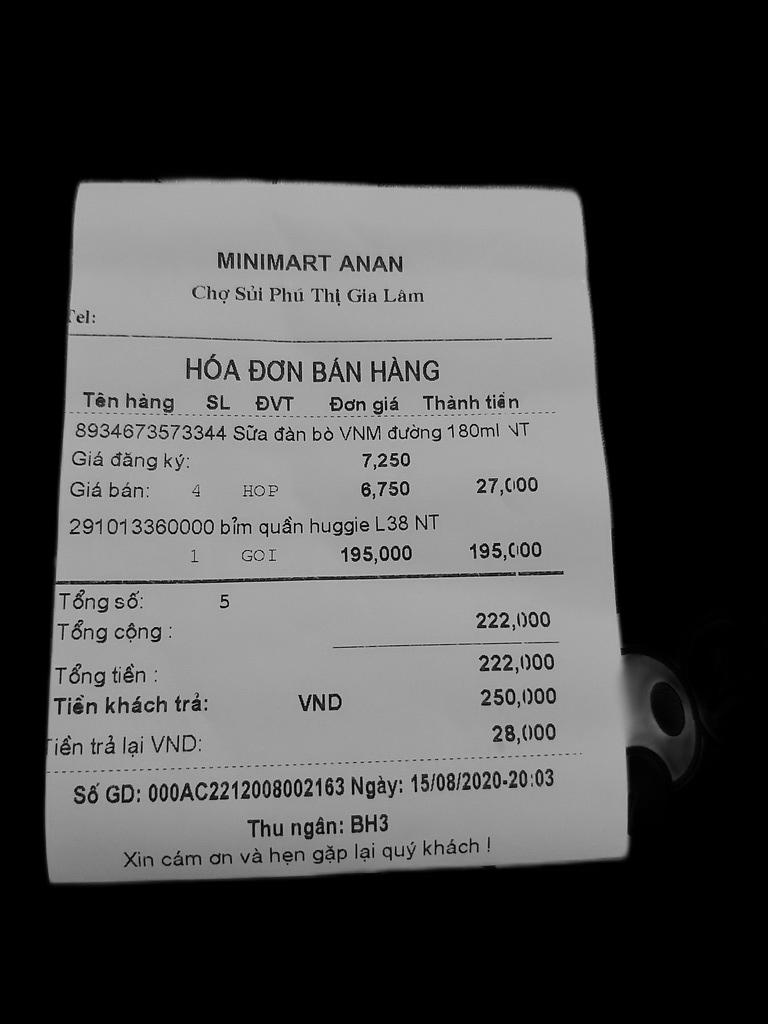 MINIMART ANAN
Chợ Sủi Phú Thị Gia Lâm
Tel:
HÓA ĐƠN BÁN HÀNG
Tên hàng SL ĐVT Đơn giá Thành tiền
8934673573344 Sữa đàn bò VNM đường 180ml NT
Giá đăng ký: 7,250
Giá bán: 4 HOP 6,750 27,000
291013360000 bỉm quần huggie L38 NT
1 GOI 195,000 195,000
Tổng số: 5
Tổng cộng : 222,000
Tổng tiền : 222,000
Tiền khách trả: VND 250,000
Tiền trả lại VND: 28,000
Số GD: 000AC2212008002163 Ngày: 15/08/2020-20:03
Thu ngân: BH3
Xin cám ơn và hẹn gặp lại quý khách !